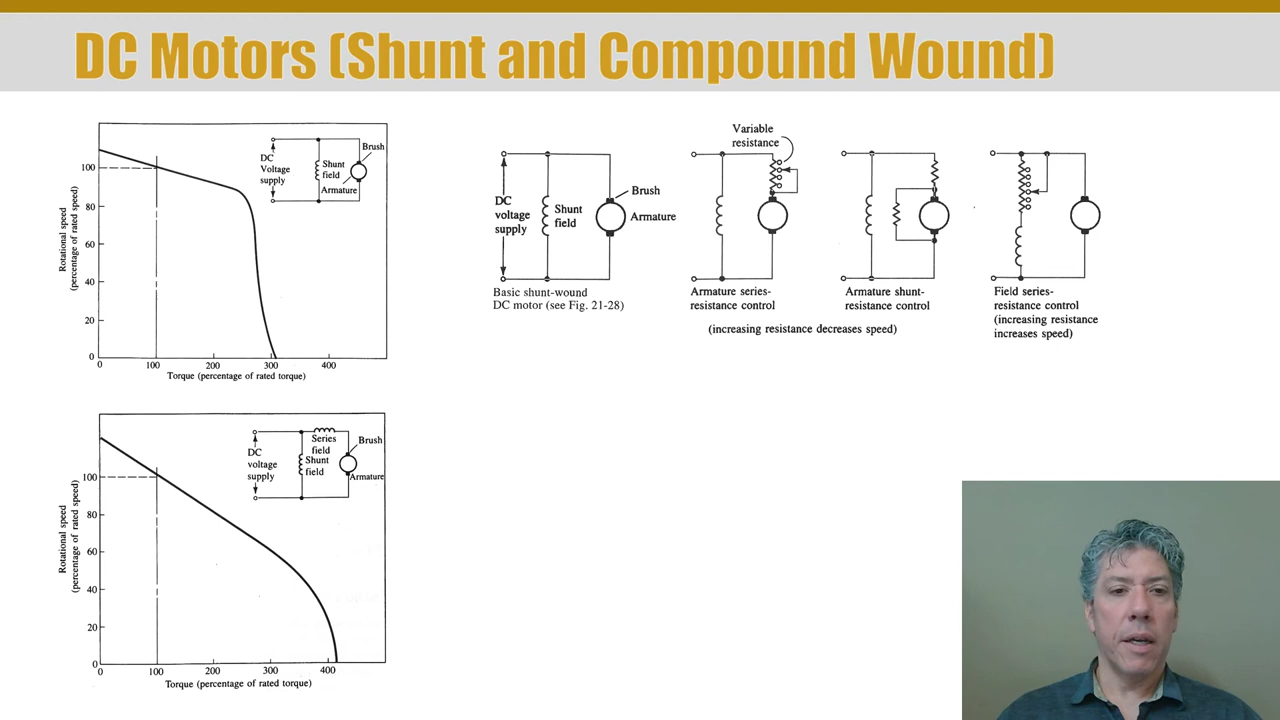 DC Motors (Shunt and Compound Wound)
Rotational speed
(percentage of rated speed)
100
80
60
40
20
0
0
100
200
300
400
Torque (percentage of rated torque)
DC
Voltage
supply
Shunt
field
Brush
Armature
DC
voltage
supply
Shunt
field
Brush
Armature
Basic shunt-wound
DC motor (see Fig. 21-28)
Variable
resistance
Armature series-
resistance control
Armature shunt-
resistance control
(increasing resistance decreases speed)
Field series-
resistance control
(increasing resistance
increases speed)
Rotational speed
(percentage of rated speed)
100
80
60
40
20
0
0
100
200
300
400
Torque (percentage of rated torque)
DC
voltage
supply
Series
field
Shunt
field
Brush
Armature